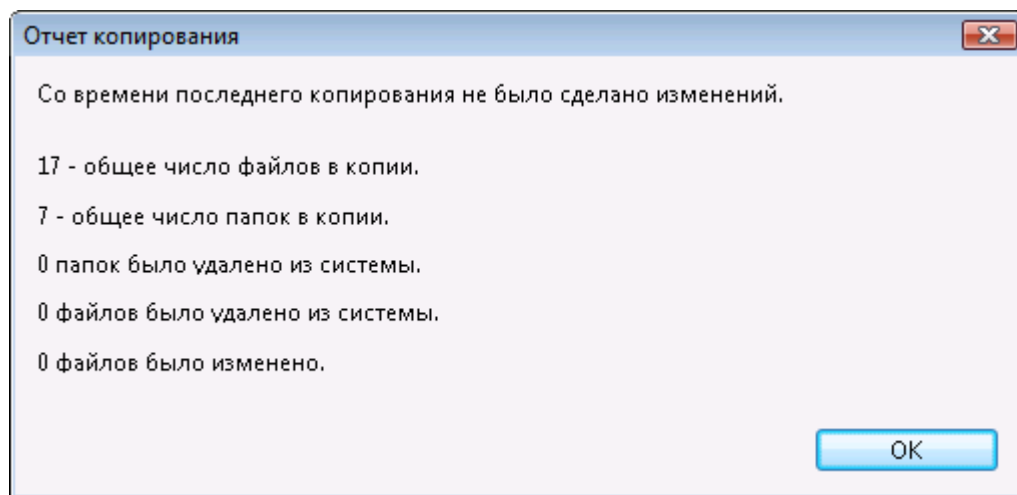 Отчет копирования
Со времени последнего копирования не было сделано изменений.
17 - общее число файлов в копии.
7 - общее число папок в копии.
0 папок было удалено из системы.
0 файлов было удалено из системы.
0 файлов было изменено.
OK